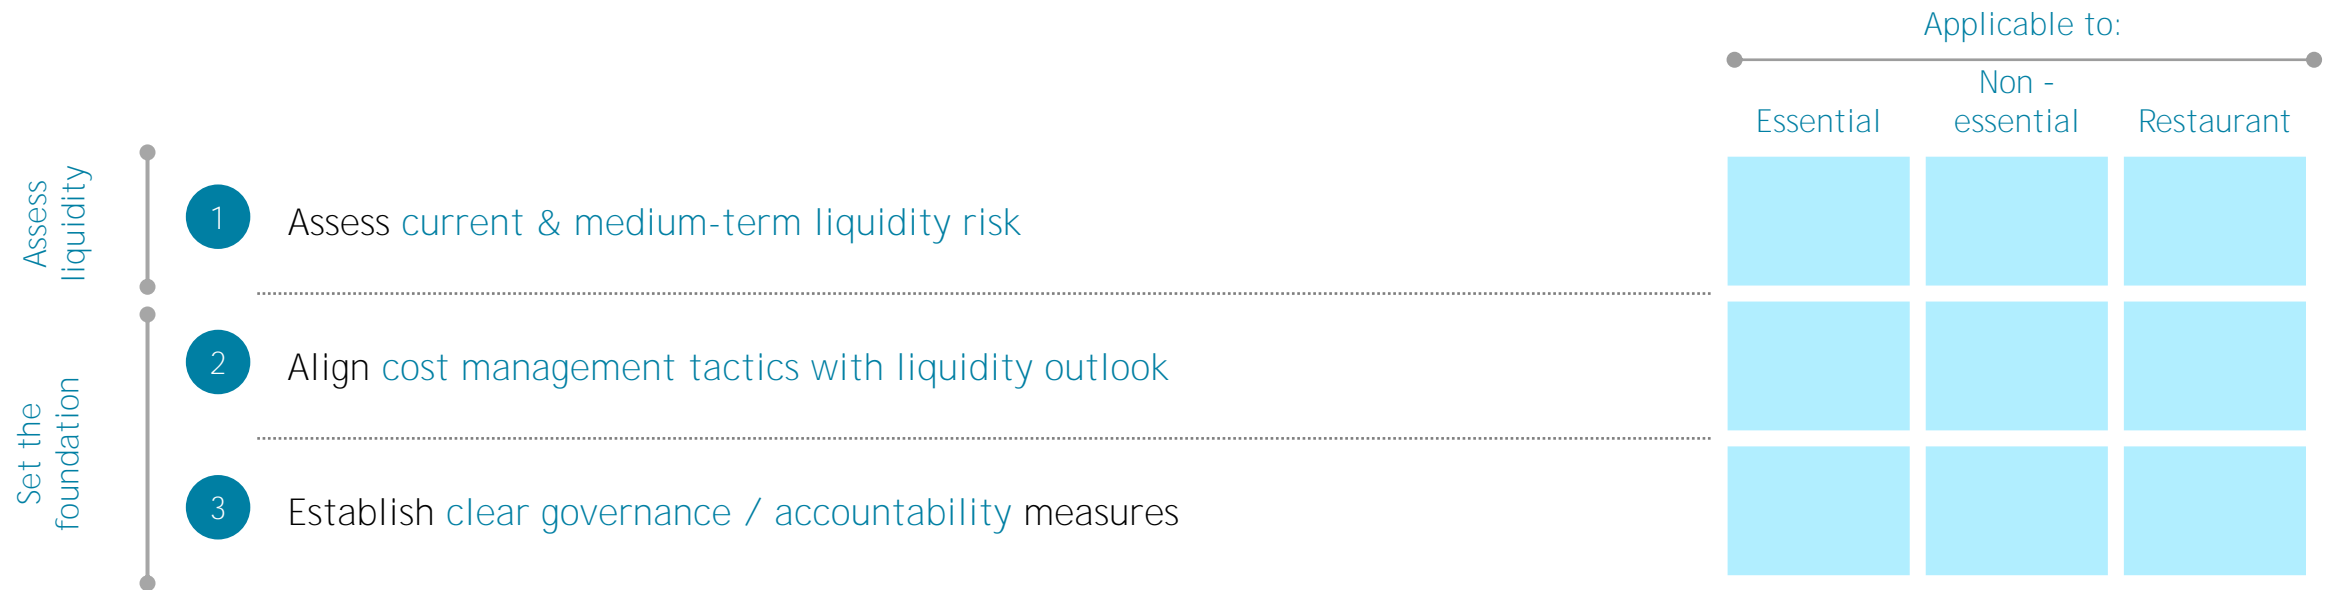 Applicable to:
Non -
Essential essential Restaurant
Assess
liquidity
1 Assess current & medium-term liquidity risk
Set the
foundation
2 Align cost management tactics with liquidity outlook
3 Establish clear governance / accountability measures